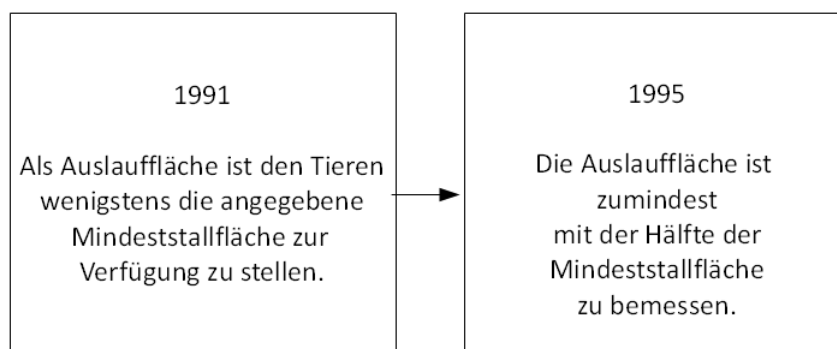 1991
Als Auslauffläche ist den Tieren
wenigstens die angegebene
Mindeststallfläche zur
Verfügung zu stellen.
1995
Die Auslauffläche ist
zumindest
mit der Hälfte der
Mindeststallfläche
zu bemessen.